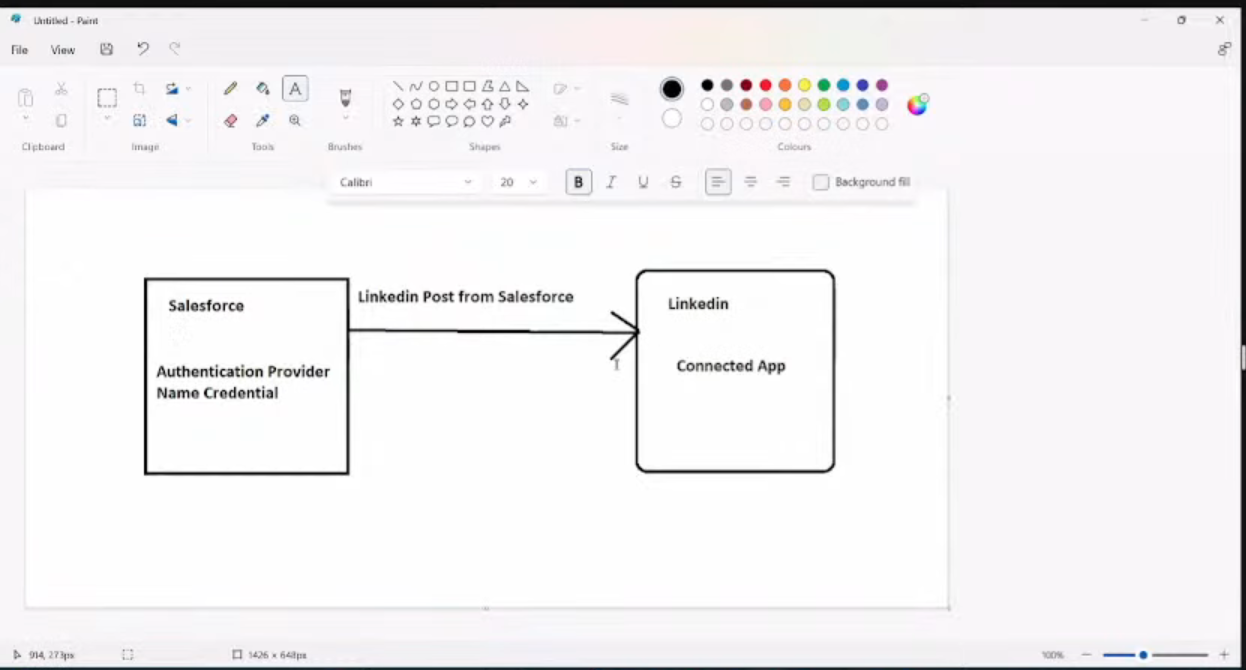 Untitled - Paint
File View
Clipboard Image Tools Brushes Shapes Size Colours
Calibri 20 B I U S Background fill
Salesforce
Authentication Provider
Name Credential
Linkedin Post from Salesforce
Linkedin
Connected App
914, 273px 1426 × 648px 100%